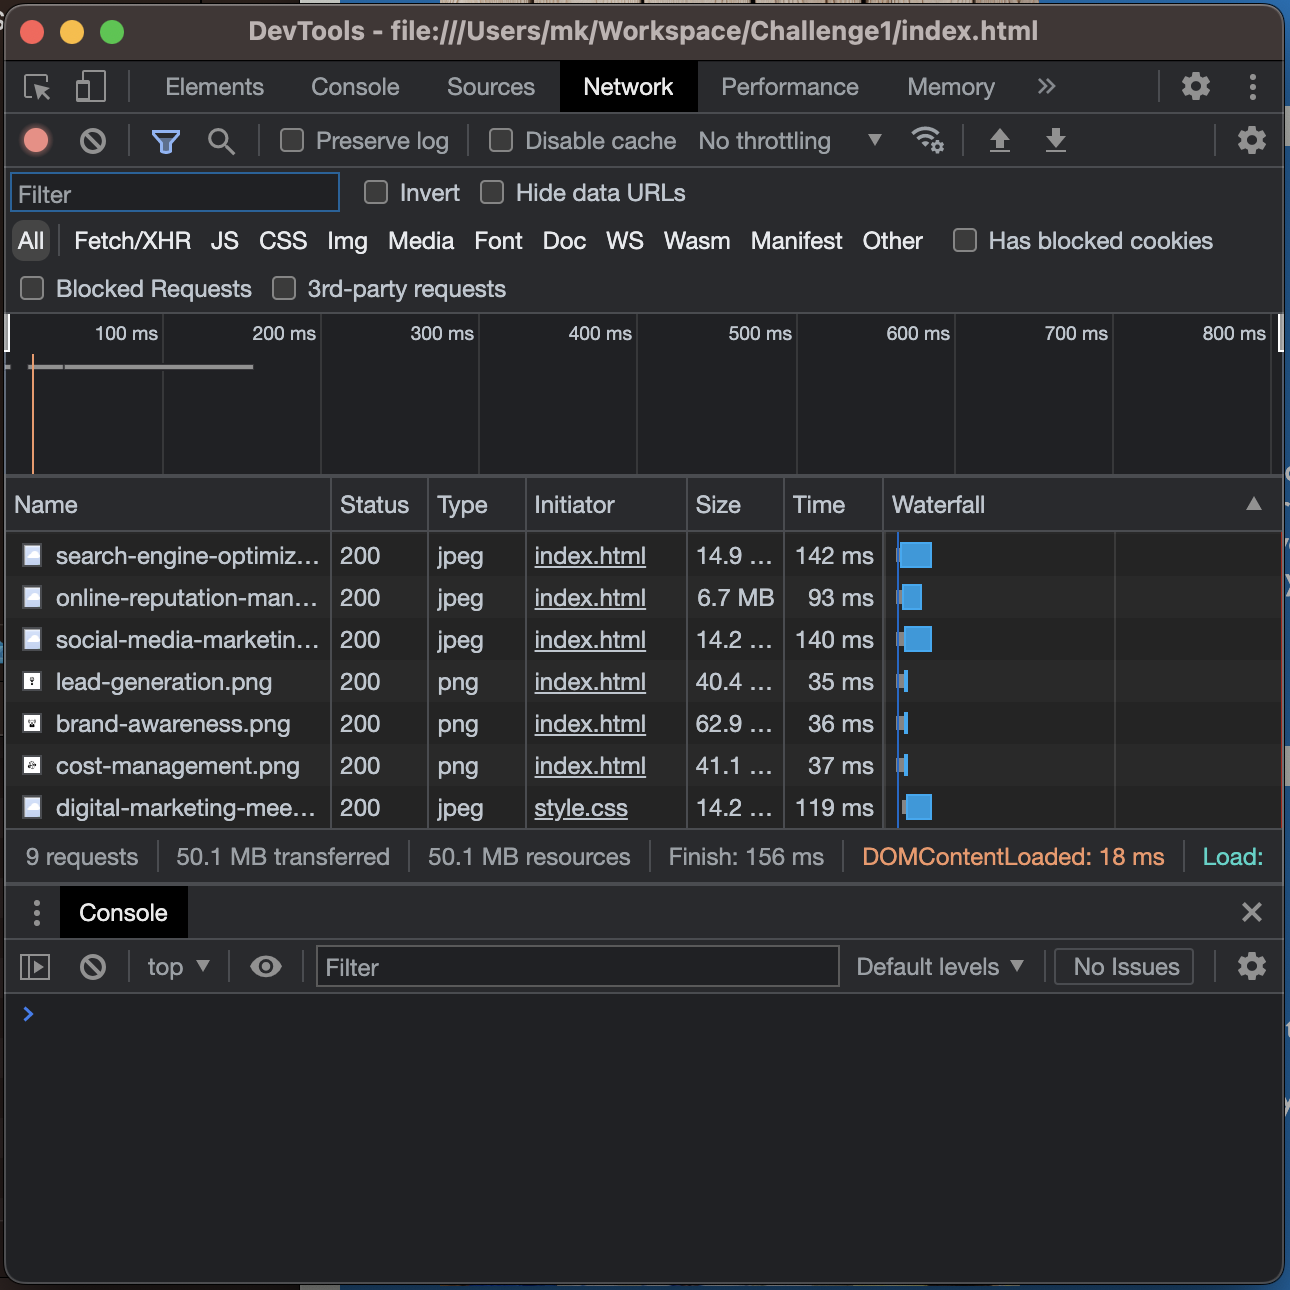 DevTools - file:///Users/mk/Workspace/Challenge1/index.html
Elements Console Sources Network Performance Memory »
Preserve log Disable cache No throttling
Filter Invert Hide data URLs
All Fetch/XHR JS CSS Img Media Font Doc WS Wasm Manifest Other Has blocked cookies
Blocked Requests 3rd-party requests
100 ms 200 ms 300 ms 400 ms 500 ms 600 ms 700 ms 800 ms
Name Status Type Initiator Size Time Waterfall
search-engine-optimiz... 200 jpeg index.html 14.9 ... 142 ms
online-reputation-man... 200 jpeg index.html 6.7 MB 93 ms
social-media-marketin... 200 jpeg index.html 14.2 ... 140 ms
lead-generation.png 200 png index.html 40.4 ... 35 ms
brand-awareness.png 200 png index.html 62.9 ... 36 ms
cost-management.png 200 png index.html 41.1 ... 37 ms
digital-marketing-mee... 200 jpeg style.css 14.2 ... 119 ms
9 requests 50.1 MB transferred 50.1 MB resources Finish: 156 ms DOMContentLoaded: 18 ms Load:
Console
top Filter Default levels No Issues